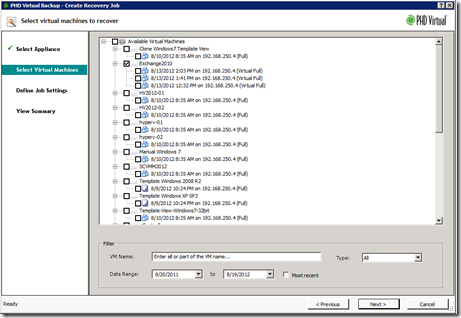 PHD Virtual Backup - Create Recovery Job
Select virtual machines to recover
PHD Virtual
Select Appliance
Select Virtual Machines
Define Job Settings
View Summary
Available Virtual Machines
Clone Windows7 Template View
8/10/2012 8:35 AM on 192.168.250.4 (Full)
Exchange2010
8/13/2012 2:03 PM on 192.168.250.4 (Virtual Full)
8/13/2012 1:41 PM on 192.168.250.4 (Virtual Full)
8/13/2012 12:32 PM on 192.168.250.4 (Virtual Full)
HV2012-01
8/10/2012 8:35 AM on 192.168.250.4 (Full)
HV2012-02
8/10/2012 8:35 AM on 192.168.250.4 (Full)
hyperv-01
8/10/2012 8:35 AM on 192.168.250.4 (Full)
hyperv-02
8/10/2012 8:35 AM on 192.168.250.4 (Full)
Manual Windows 7
8/10/2012 8:35 AM on 192.168.250.4 (Full)
SCVMM2012
8/10/2012 8:35 AM on 192.168.250.4 (Full)
Template Windows 2008 R2
8/9/2012 10:24 PM on 192.168.250.4 (Full)
Template Windows XP SP3
8/9/2012 10:24 PM on 192.168.250.4 (Full)
Template-View-Windows7-32bit
8/10/2012 8:35 AM on 192.168.250.4 (Full)
Filter
VM Name: Enter all or part of the VM name... Type: All
Date Range: 8/20/2011 to 8/19/2012 Most recent
Ready
< Previous Next > Cancel